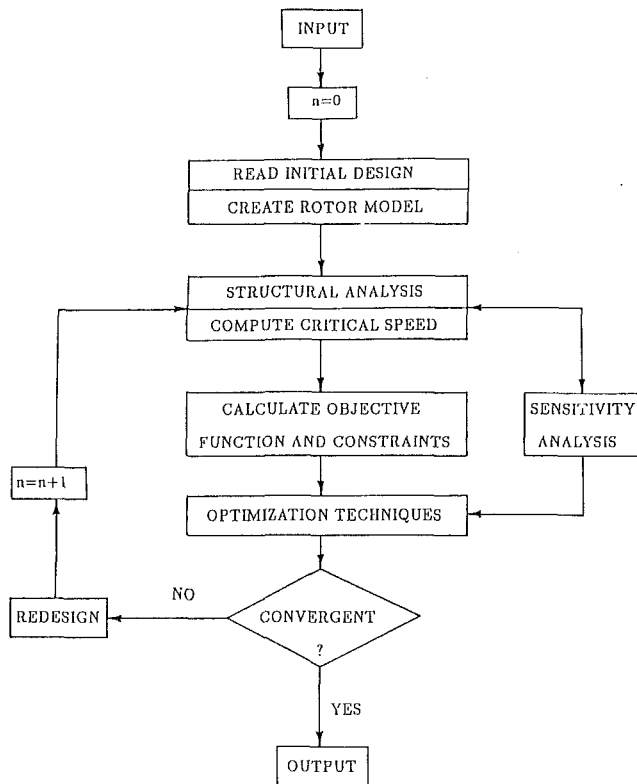 INPUT
n=0
READ INITIAL DESIGN
CREATE ROTOR MODEL
STRUCTURAL ANALYSIS
COMPUTE CRITICAL SPEED
CALCULATE OBJECTIVE
FUNCTION AND CONSTRAINTS
SENSITIVITY
ANALYSIS
n=n+1
OPTIMIZATION TECHNIQUES
NO
REDESIGN
CONVERGENT
?
YES
OUTPUT